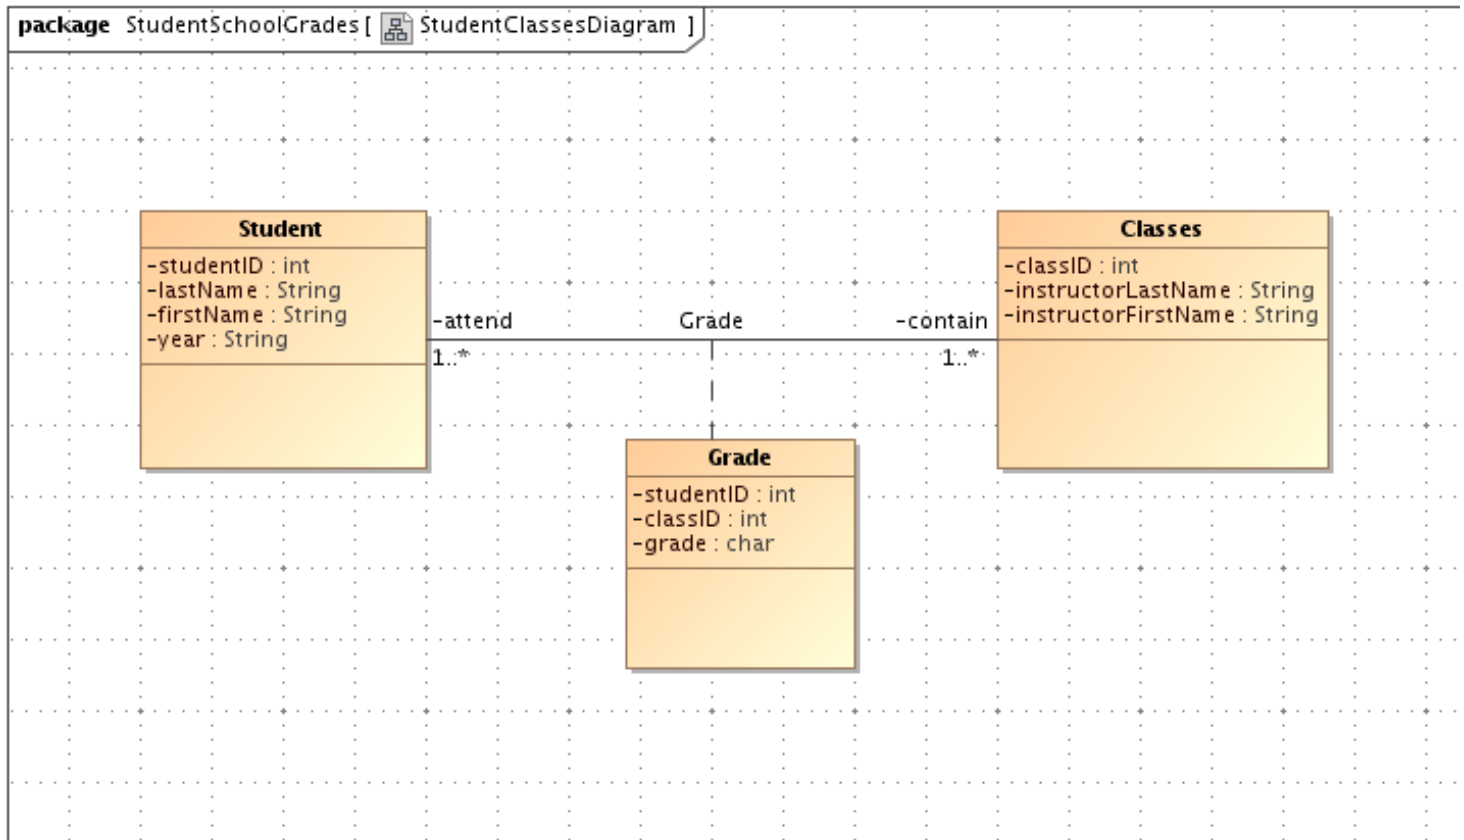 package StudentSchoolGrades [ StudentClassesDiagram ]
Student
-studentID : int
-lastName : String
-firstName : String
-year : String
-attend
1..*
Grade
-contain
1..*
Classes
-classID : int
-instructorLastName : String
-instructorFirstName : String
Grade
-studentID : int
-classID : int
-grade : char